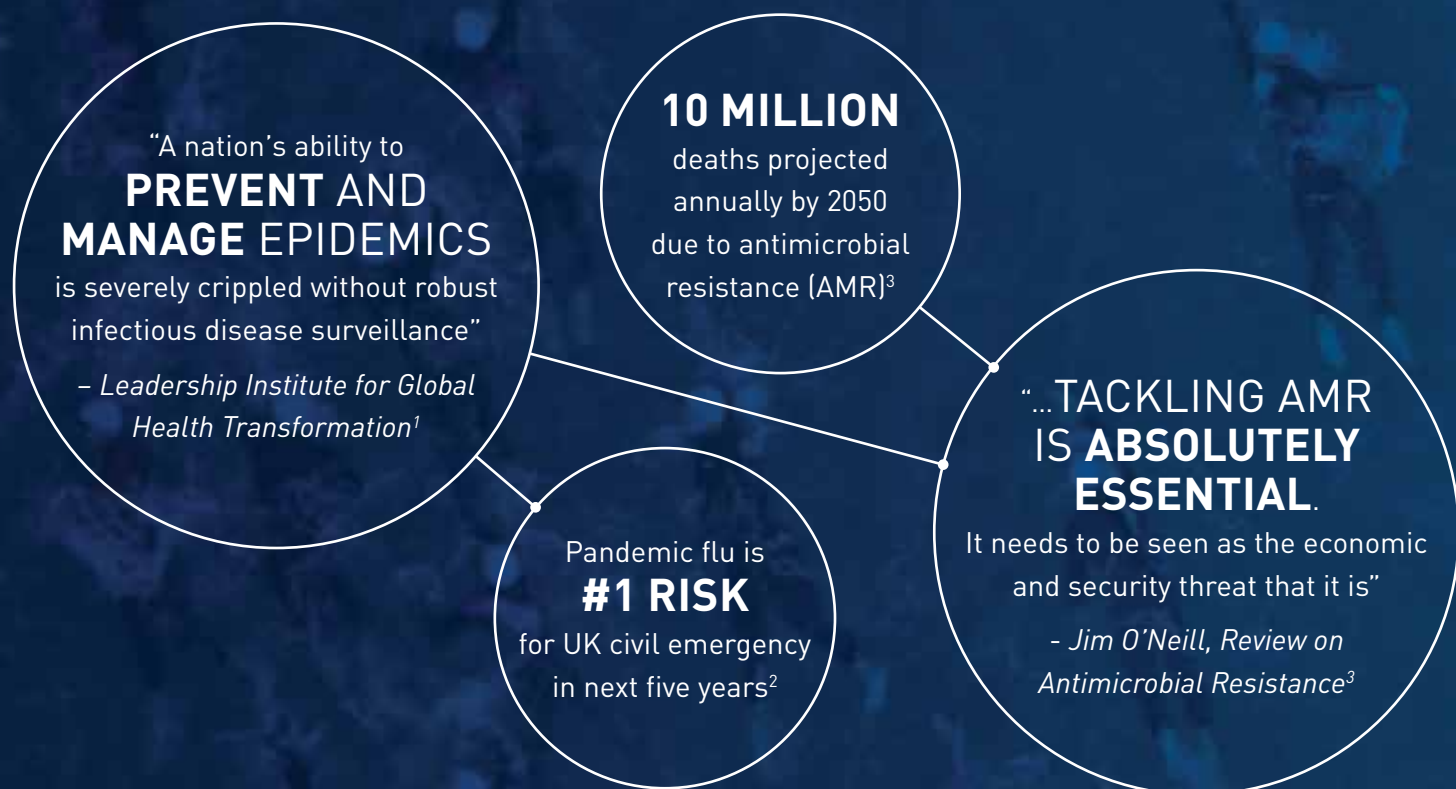 “A nation’s ability to
PREVENT AND
MANAGE EPIDEMICS
is severely crippled without robust
infectious disease surveillance”
– Leadership Institute for Global
Health Transformation1
10 MILLION
deaths projected
annually by 2050
due to antimicrobial
resistance (AMR)3
Pandemic flu is
#1 RISK
for UK civil emergency
in next five years2
“...TACKLING AMR
IS ABSOLUTELY
ESSENTIAL.
It needs to be seen as the economic
and security threat that it is”
- Jim O’Neill, Review on
Antimicrobial Resistance3